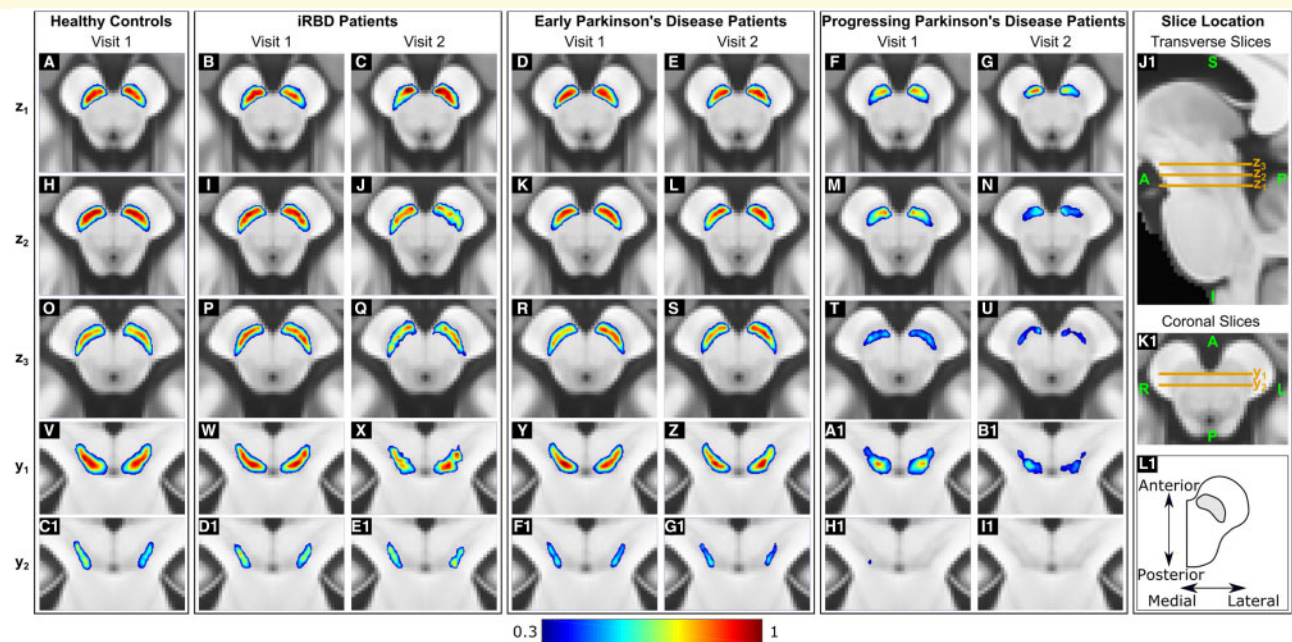 Healthy Controls iRBD Patients Early Parkinson's Disease Patients Progressing Parkinson's Disease Patients Slice Location
Visit 1 Visit 1 Visit 2 Visit 1 Visit 2 Visit 1 Visit 2 Transverse Slices
z1 A B C D E F G J1 S
A P z3 z2 z1 I
z2 H I J K L M N
z3 O P Q R S T U Coronal Slices
K1 A
R y1 y2 L
P
y1 V W X Y Z A1 B1 L1
Anterior
y2 C1 D1 E1 F1 G1 H1 I1
Posterior
Medial Lateral
0.3 1